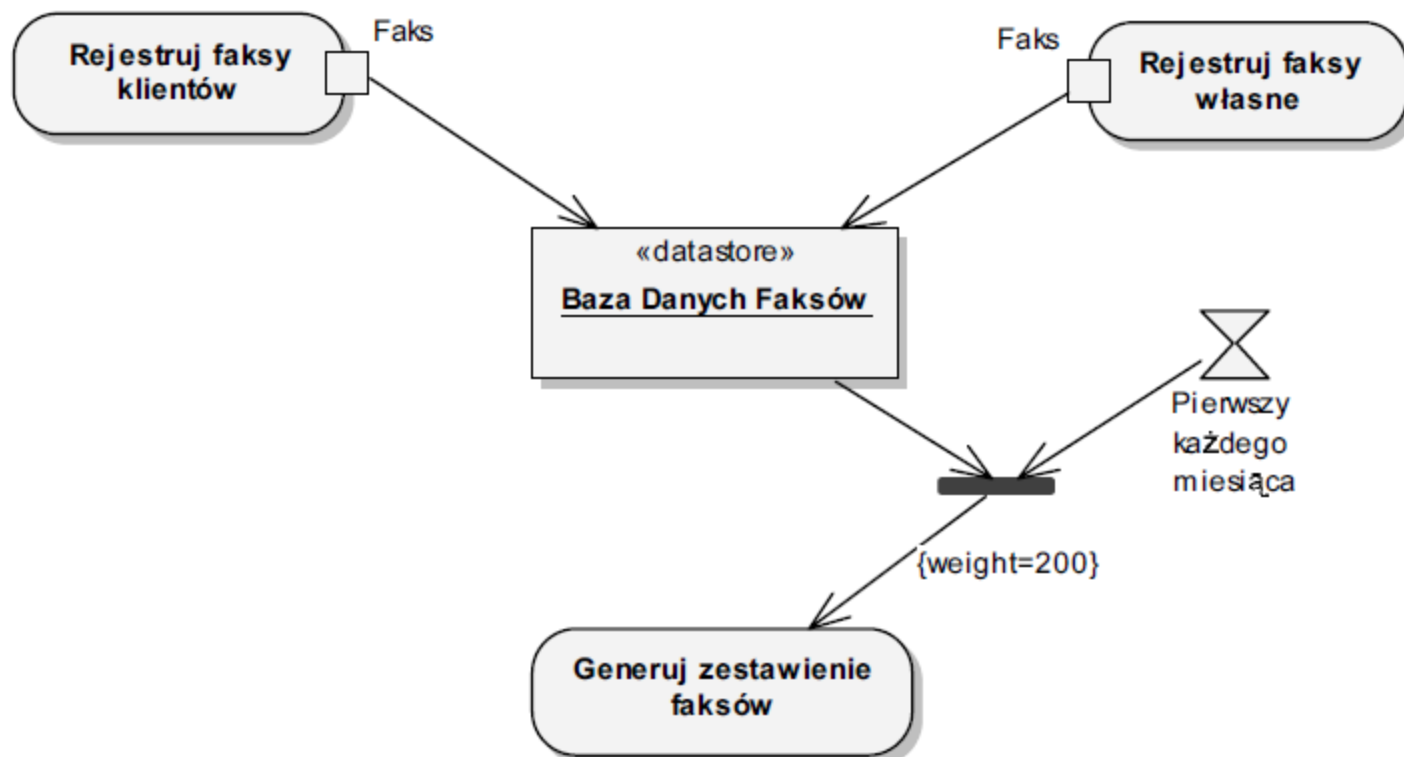 Rejestruj faksy
klientów
Faks
Faks
Rejestruj faksy
własne
«datastore»
Baza Danych Faksów
Pierwszy
każdego
miesiąca
{weight=200}
Generuj zestawienie
faksów